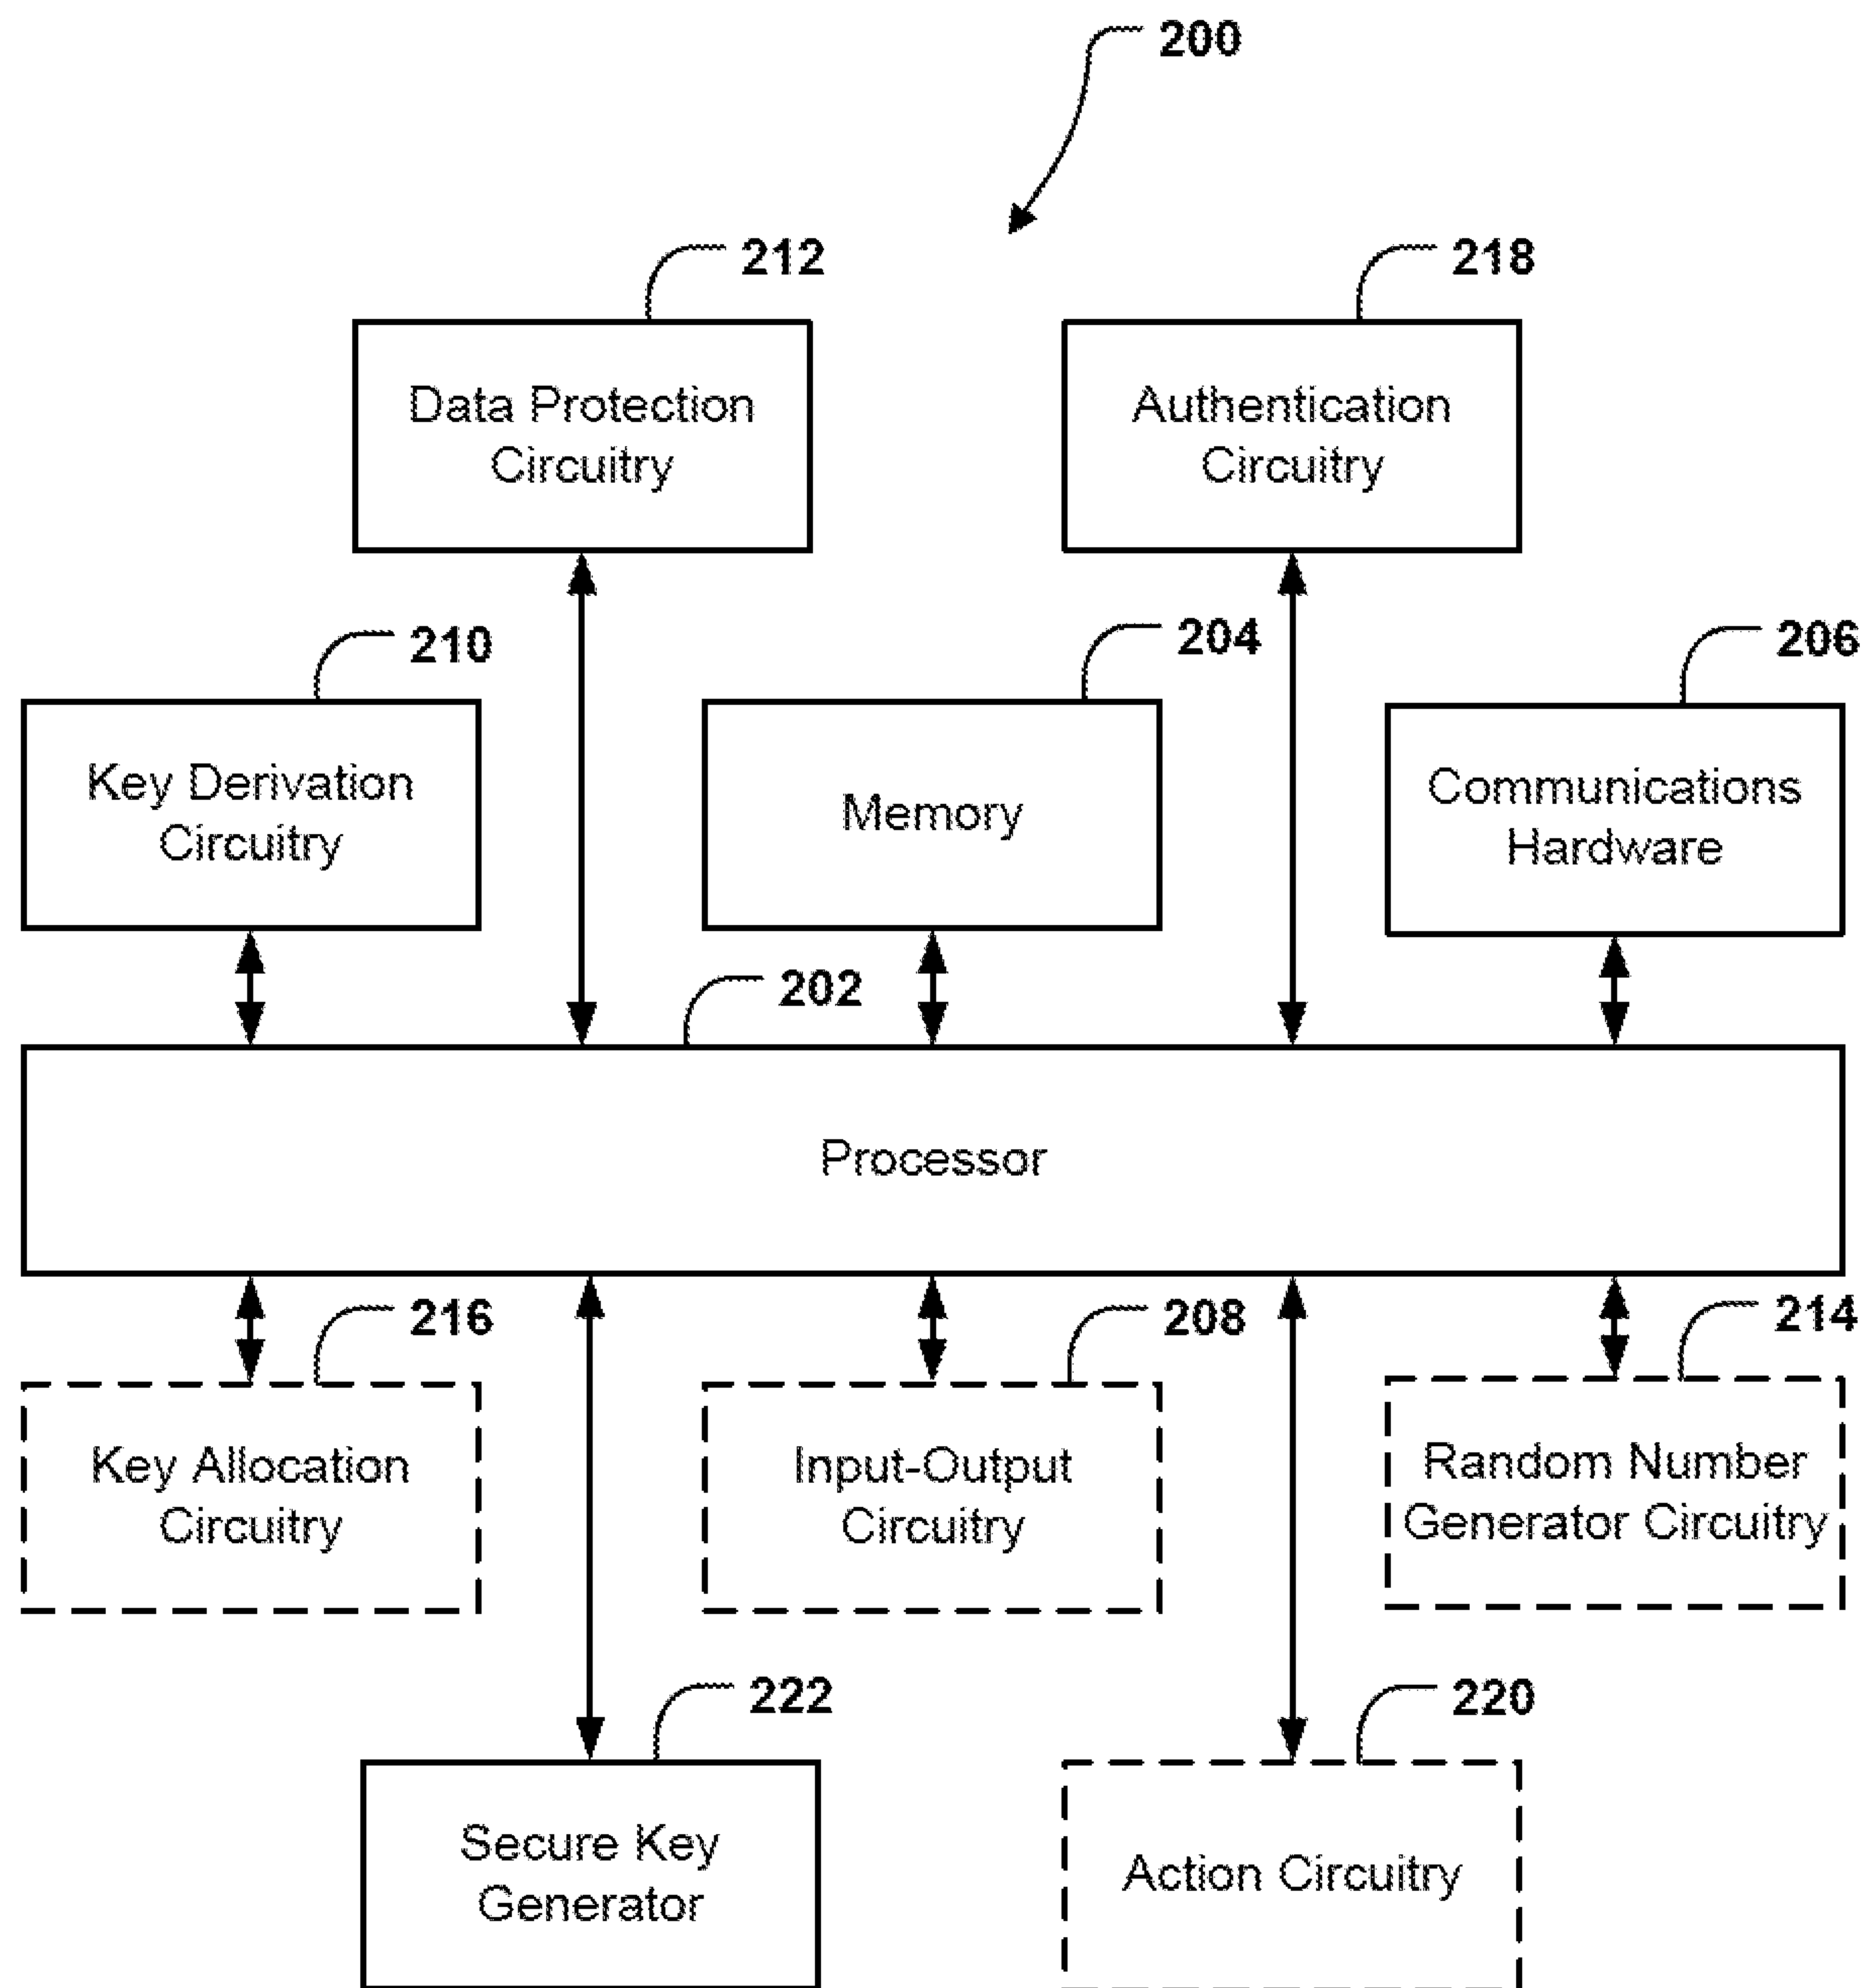 200
212
218
Data Protection
Circuitry
Authentication
Circuitry
210
204
206
Key Derivation
Circuitry
Memory
Communications
Hardware
202
Processor
216
208
214
Key Allocation
Circuitry
Input-Output
Circuitry
Random Number
Generator Circuitry
222
220
Secure Key
Generator
Action Circuitry